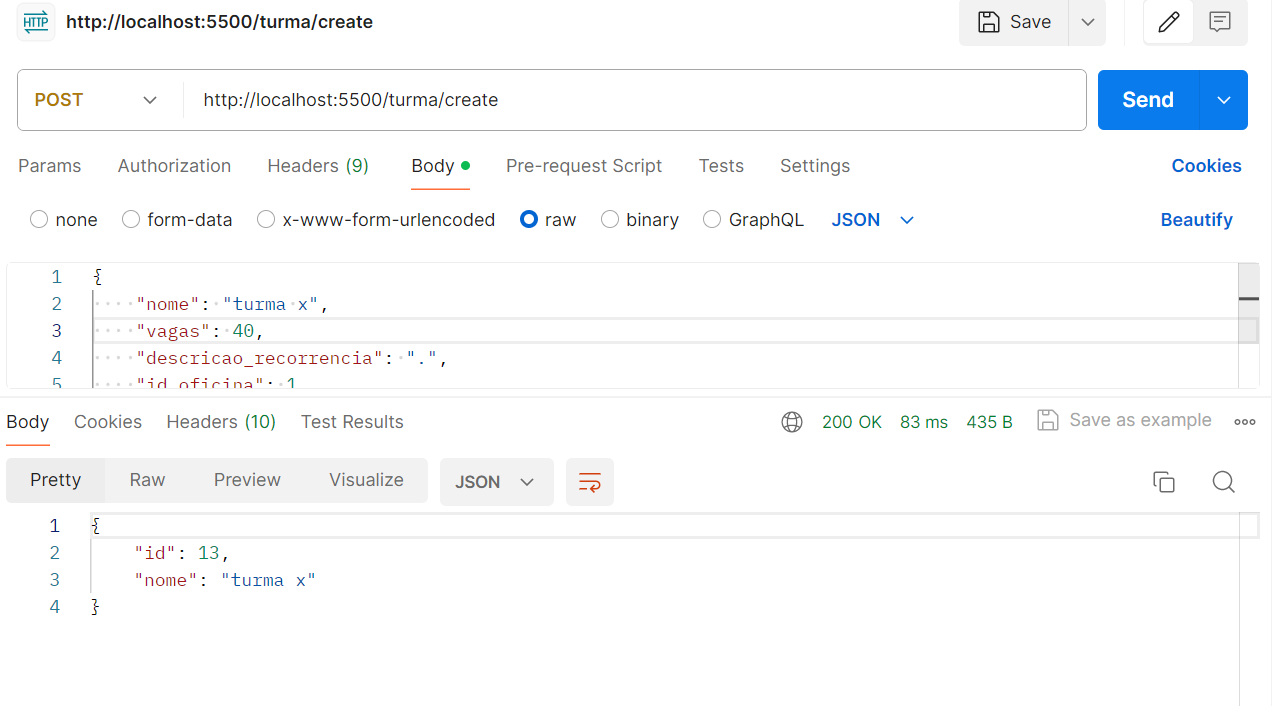 HTTP http://localhost:5500/turma/create Save
POST http://localhost:5500/turma/create Send
Params Authorization Headers (9) Body Pre-request Script Tests Settings Cookies
none form-data x-www-form-urlencoded raw binary GraphQL JSON Beautify
1 {
2 "nome": "turma x",
3 "vagas": 40,
4 "descricao_recorrencia": ".",
5 "id_oficina": 1
Body Cookies Headers (10) Test Results 200 OK 83 ms 435 B Save as example
Pretty Raw Preview Visualize JSON
1 {
2 "id": 13,
3 "nome": "turma x"
4 }